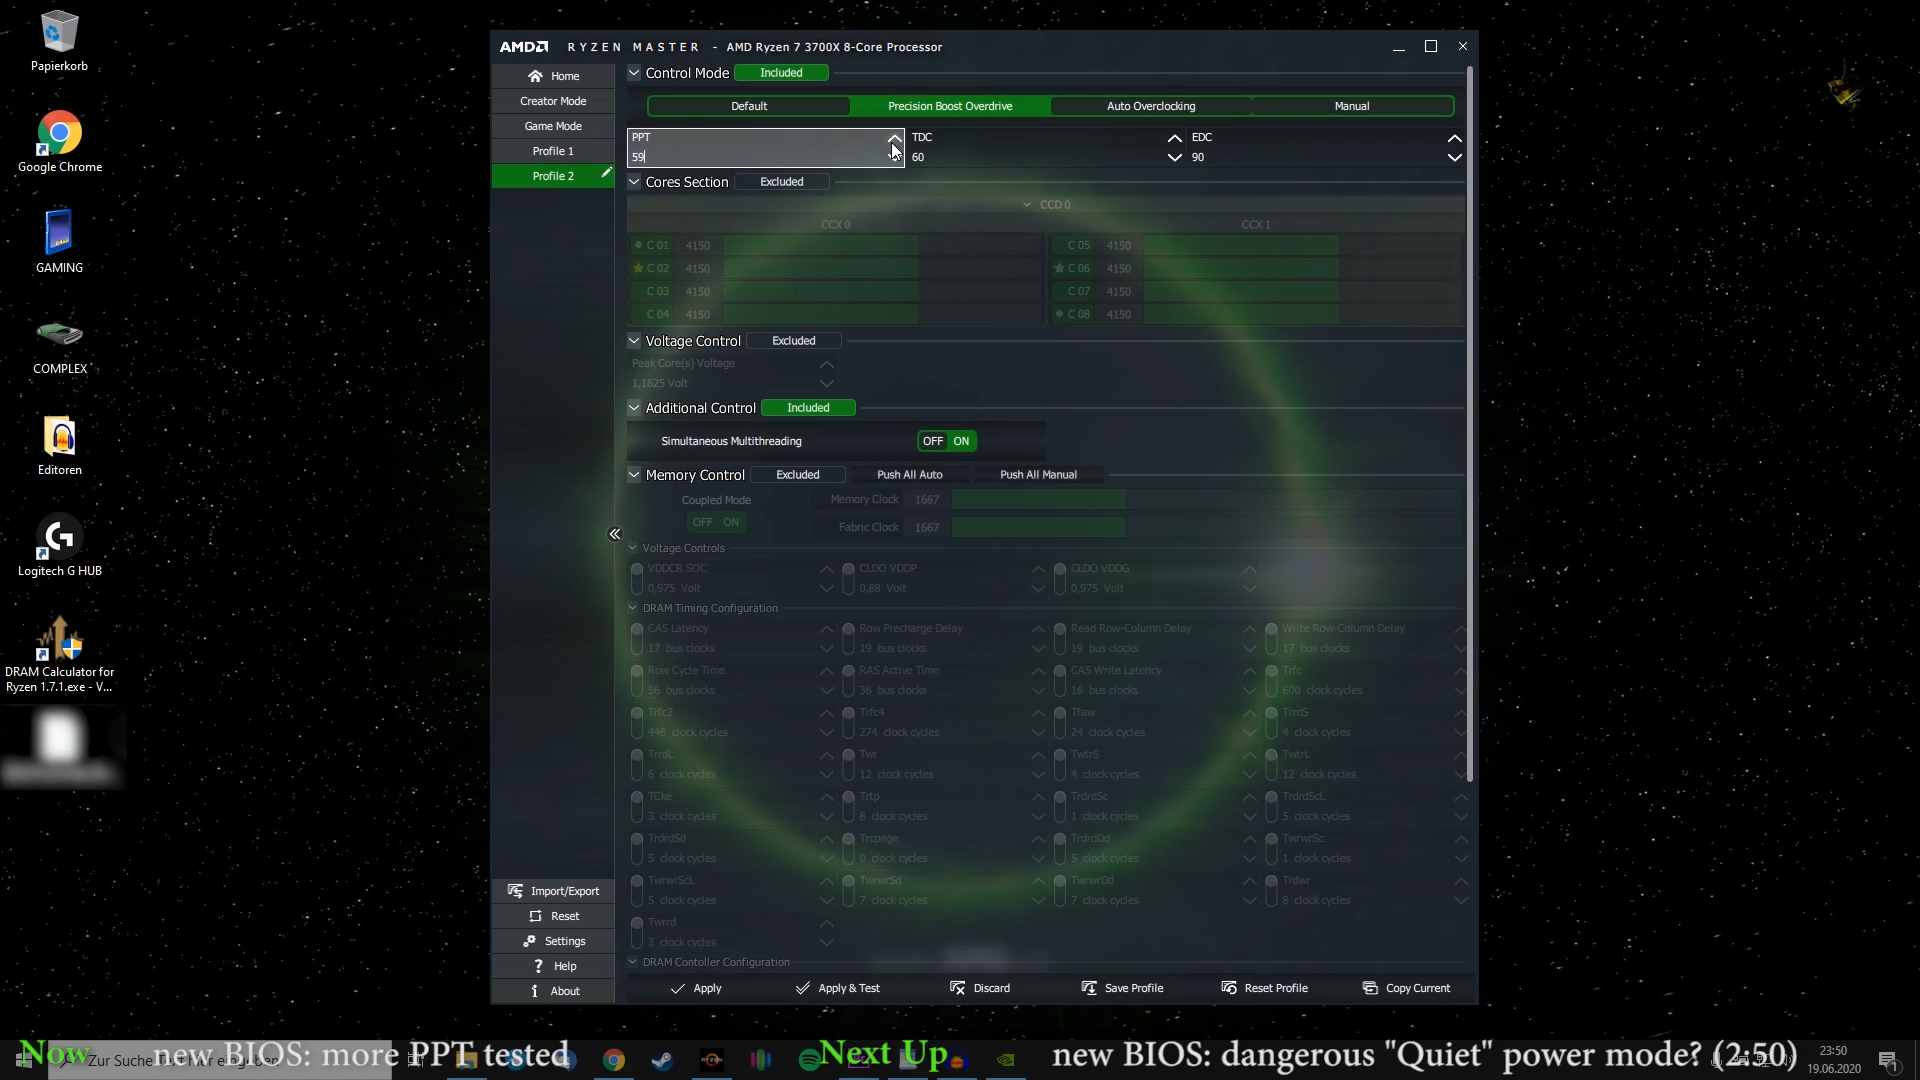 Papierkorb
Google Chrome
GAMING
COMPLEX
Editoren
Logitech G HUB
DRAM Calculator for
Ryzen 1.7.1.exe - V...
AMD RYZEN MASTER - AMD Ryzen 7 3700X 8-Core Processor
Home
Creator Mode
Game Mode
Profile 1
Profile 2
Import/Export
Reset
Settings
Help
About
Control Mode Included
Default Precision Boost Overdrive Auto Overclocking Manual
PPT TDC EDC
59 60 90
Cores Section Excluded
CCD 0
CCX 0 CCX 1
C 01 4150 C 05 4150
C 02 4150 C 06 4150
C 03 4150 C 07 4150
C 04 4150 C 08 4150
Voltage Control Excluded
Peak Core(s) Voltage
1,1625 Volt
Additional Control Included
Simultaneous Multithreading OFF ON
Memory Control Excluded Push All Auto Push All Manual
Coupled Mode Memory Clock 1667
OFF ON Fabric Clock 1667
Voltage Controls
VDDCR SOC CLDO VDDP CLDO VDDG
0,975 Volt 0,88 Volt 0,975 Volt
DRAM Timing Configuration
CAS Latency Row Precharge Delay Read Row-Column Delay Write Row-Column Delay
17 bus clocks 19 bus clocks 19 bus clocks 17 bus clocks
Row Cycle Time RAS Active Time CAS Write Latency Trfc
56 bus clocks 36 bus clocks 16 bus clocks 600 clock cycles
Trfc2 Trfc4 Tfaw TrrdS
446 clock cycles 274 clock cycles 24 clock cycles 4 clock cycles
TrrdL Twr TwtrS TwtrL
6 clock cycles 12 clock cycles 4 clock cycles 12 clock cycles
TCke Trtp TrdrdSc TrdrdScL
3 clock cycles 8 clock cycles 1 clock cycles 5 clock cycles
TrdrdSd Trcpage TrdrdDd TwrwrSc
5 clock cycles 0 clock cycles 5 clock cycles 1 clock cycles
TwrwrScL TwrwrSd TwrwrDd Trdwr
5 clock cycles 7 clock cycles 7 clock cycles 8 clock cycles
Twrrd
3 clock cycles
DRAM Contoller Configuration
Apply Apply & Test Discard Save Profile Reset Profile Copy Current
Now new BIOS: more PPT tested Next Up new BIOS: dangerous "Quiet" power mode? (2:50)
Zur Suche Text hier eingeben
23:50
19.06.2020